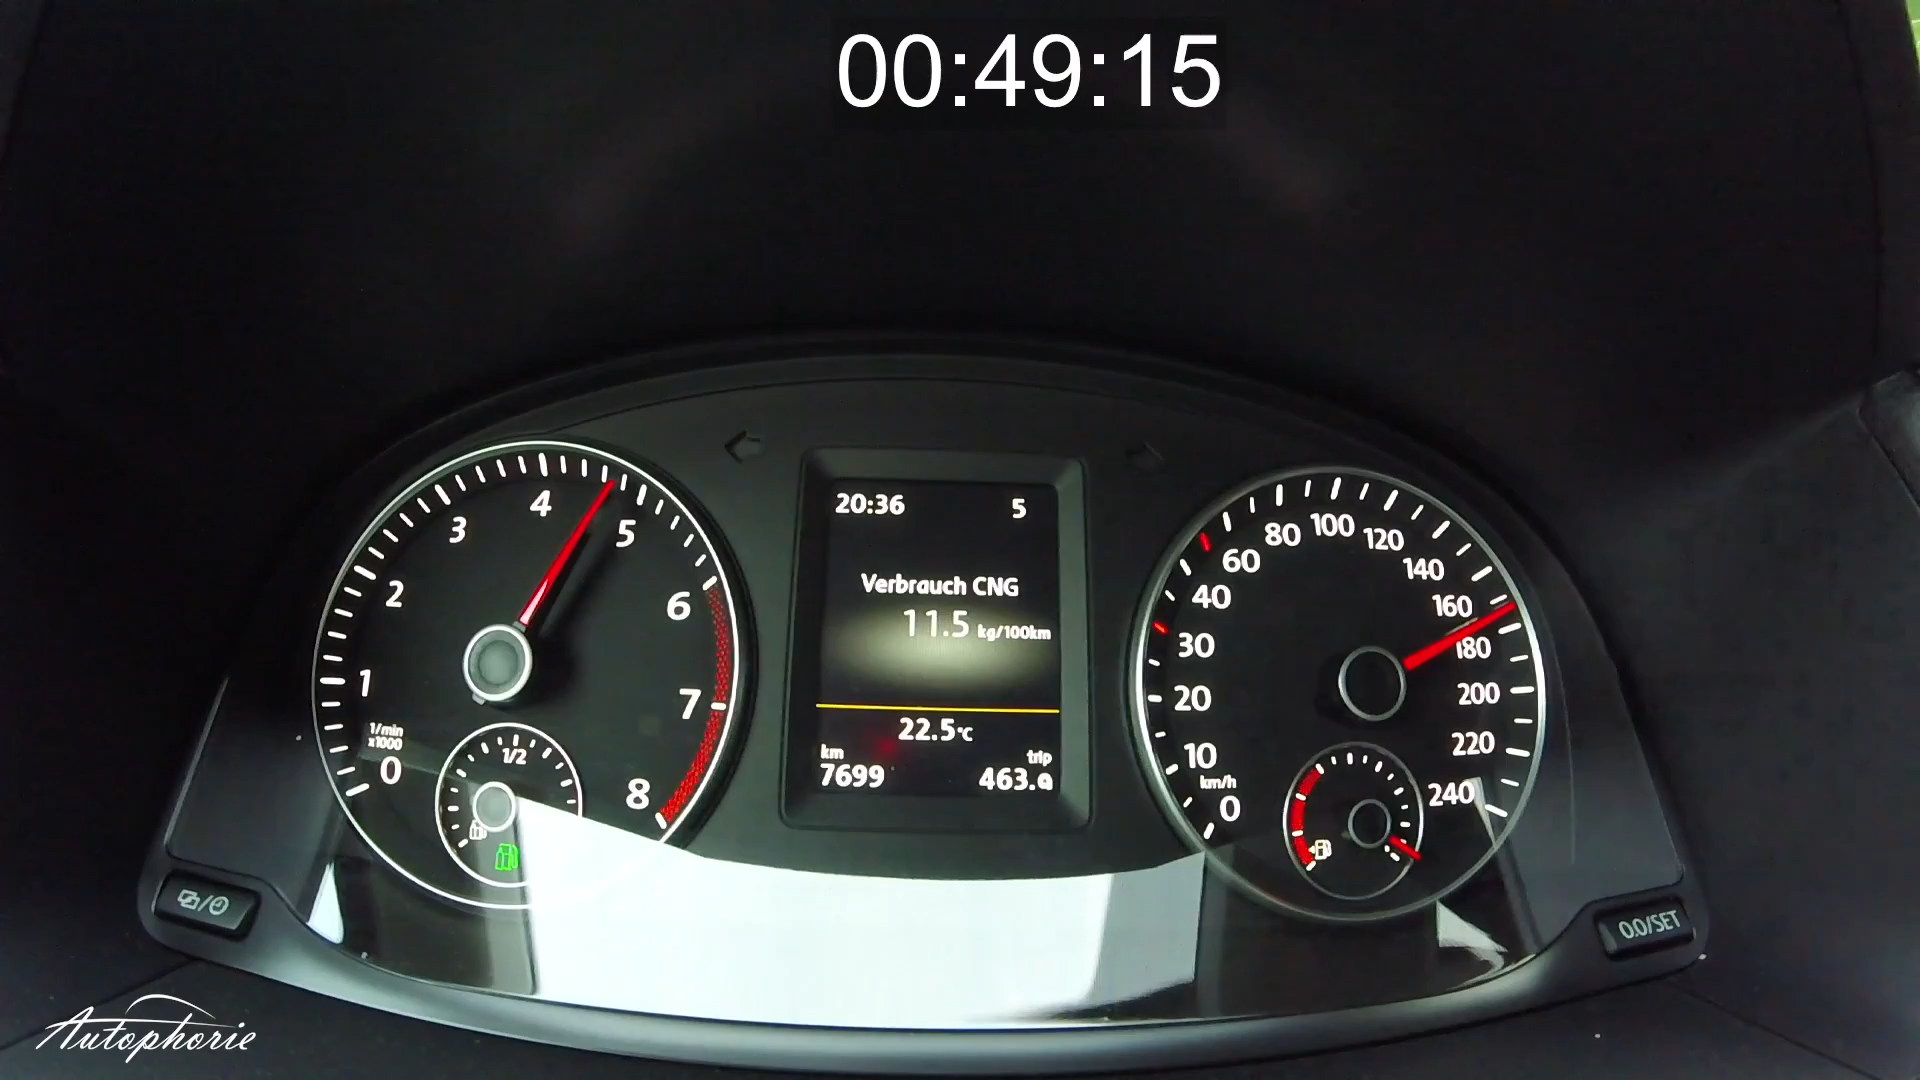 00:49:15
20:36 5
Verbrauch CNG
11.5 kg/100km
22.5°C
km trip
7699 463.9
0 1 2 3 4 5 6 7 8
1/min
x1000
1/2
0 10 20 30 40 60 80 100 120 140 160 180 200 220 240
km/h
0.0/SET
Autophorie